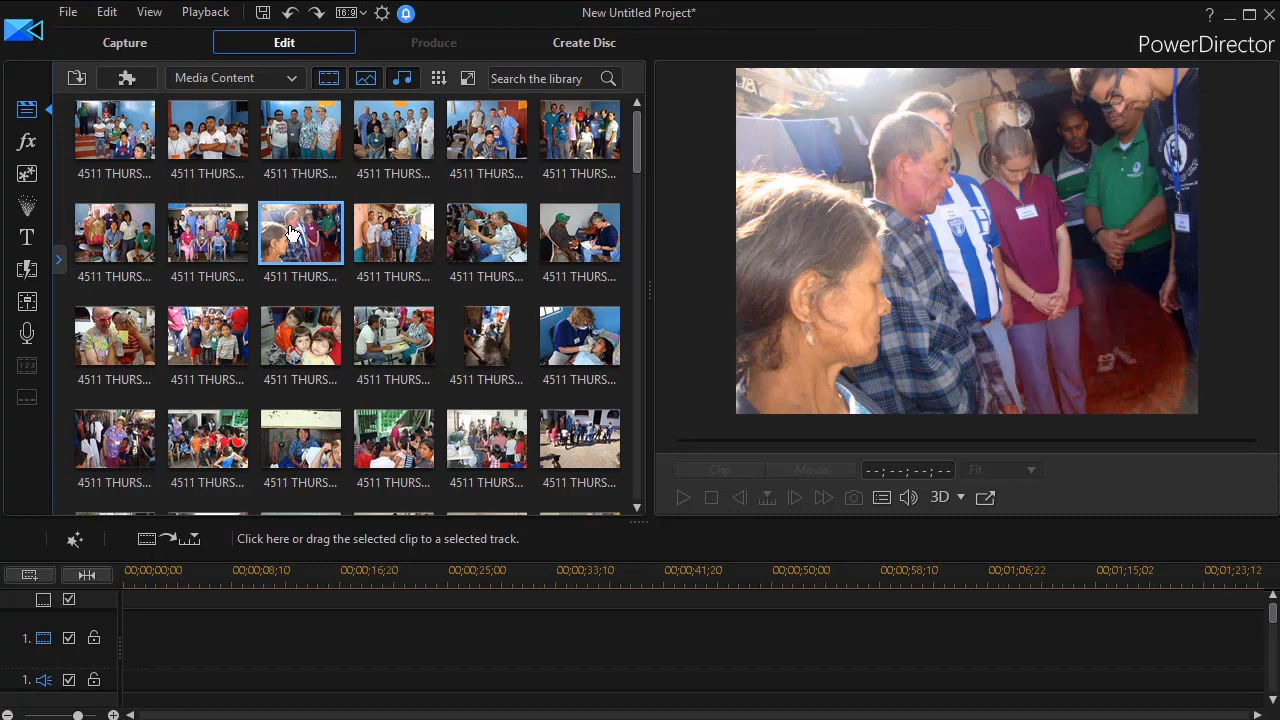 File Edit View Playback 16:9 New Untitled Project* ?
Capture Edit Produce Create Disc PowerDirector
Media Content Search the library
4511 THURS... 4511 THURS... 4511 THURS... 4511 THURS... 4511 THURS... 4511 THURS...
4511 THURS... 4511 THURS... 4511 THURS... 4511 THURS... 4511 THURS... 4511 THURS...
4511 THURS... 4511 THURS... 4511 THURS... 4511 THURS... 4511 THURS... 4511 THURS...
4511 THURS... 4511 THURS... 4511 THURS... 4511 THURS... 4511 THURS... 4511 THURS...
fx
T
H
Clip Movie --;--;--;-- Fit
3D
Click here or drag the selected clip to a selected track.
00;00;00;00 00;00;08;10 00;00;16;20 00;00;25;00 00;00;33;10 00;00;41;20 00;00;50;00 00;00;58;10 00;01;06;22 00;01;15;02 00;01;23;12
1.
1.